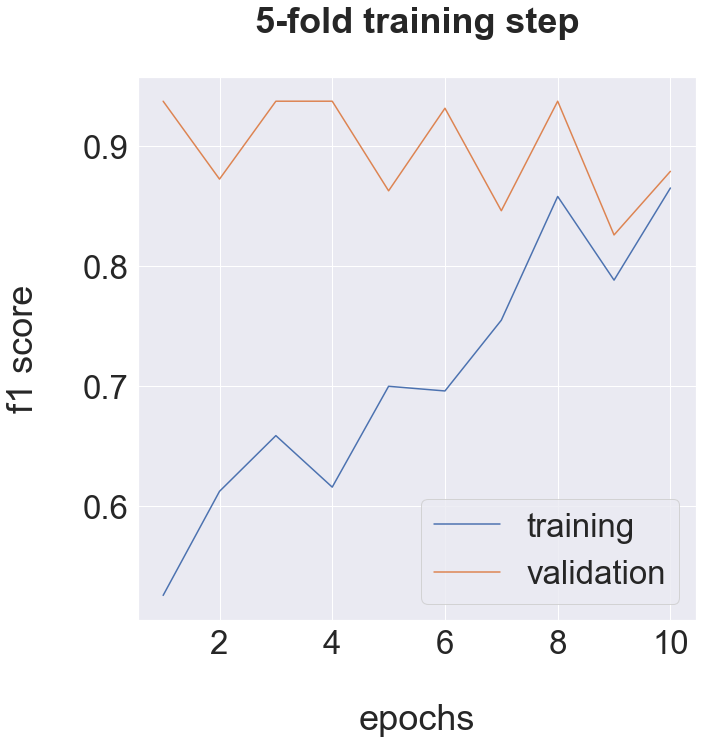 5-fold training step
f1 score
0.9
0.8
0.7
0.6
training
validation
2 4 6 8 10
epochs